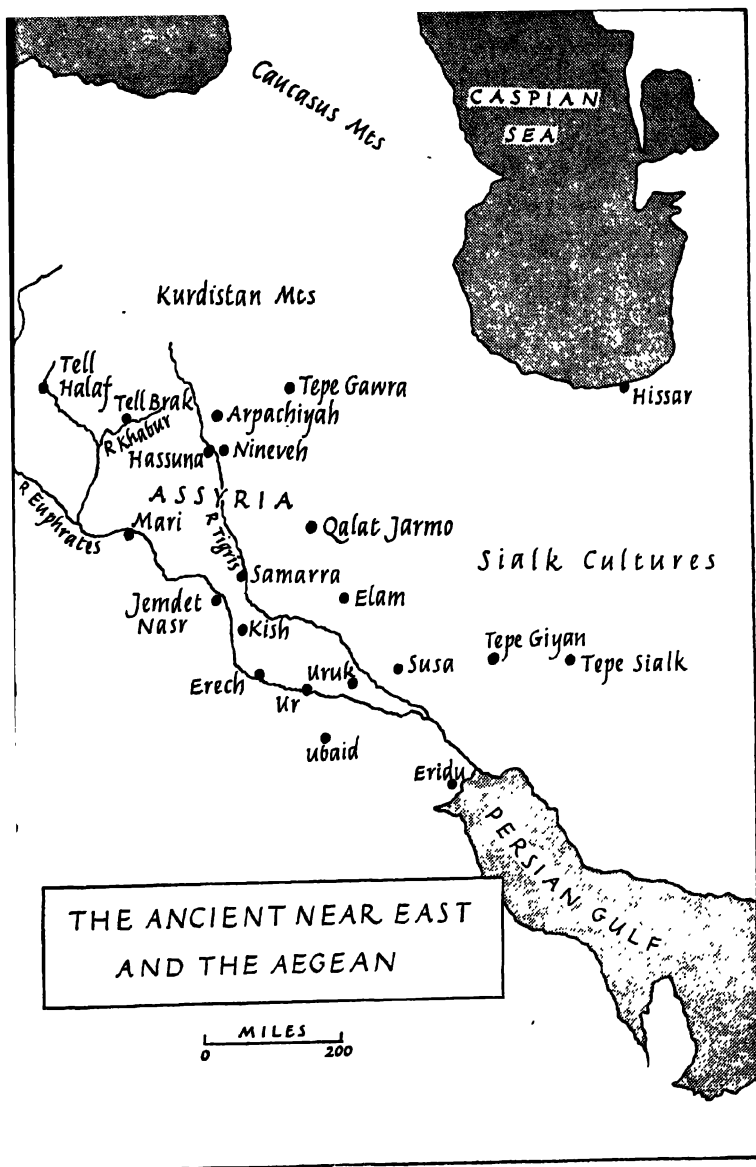 Caucasus Mts
CASPIAN
SEA
Kurdistan Mts
Tell
Halaf
Tell Brak
R Khabur
Tepe Gawra
Arpachiyah
Hissar
Hassuna
Nineveh
ASSYRIA
R Euphrates
Mari
R Tigris
Qalat Jarmo
Sialk Cultures
Samarra
Jemdet
Nasr
Elam
Kish
Tepe Giyan
Tepe Sialk
Susa
Uruk
Erech
Ur
Ubaid
Eridu
PERSIAN GULF
THE ANCIENT NEAR EAST
AND THE AEGEAN
MILES
0 200